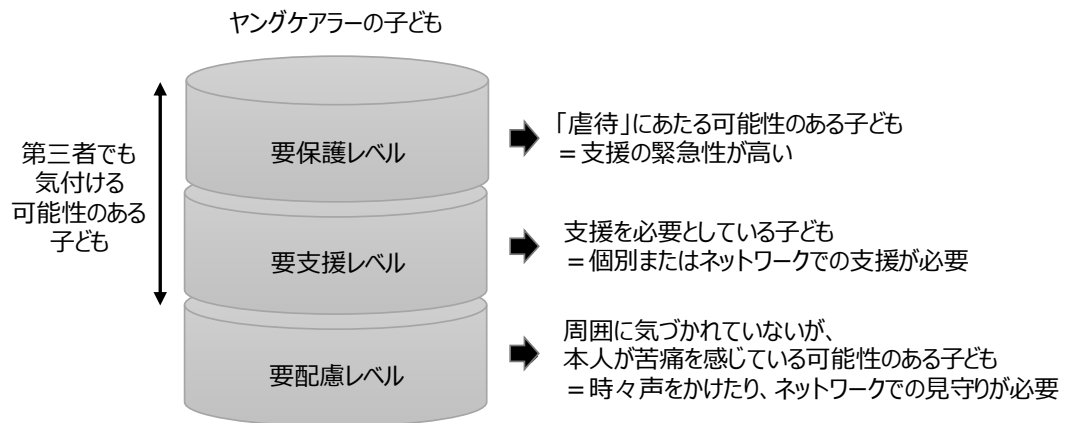 ヤングケアラーの子ども
第三者でも
気付ける
可能性のある
子ども
要保護レベル
「虐待」にあたる可能性のある子ども
＝支援の緊急性が高い
要支援レベル
支援を必要としている子ども
＝個別またはネットワークでの支援が必要
要配慮レベル
周囲に気づかれていないが、
本人が苦痛を感じている可能性のある子ども
＝時々声をかけたり、ネットワークでの見守りが必要